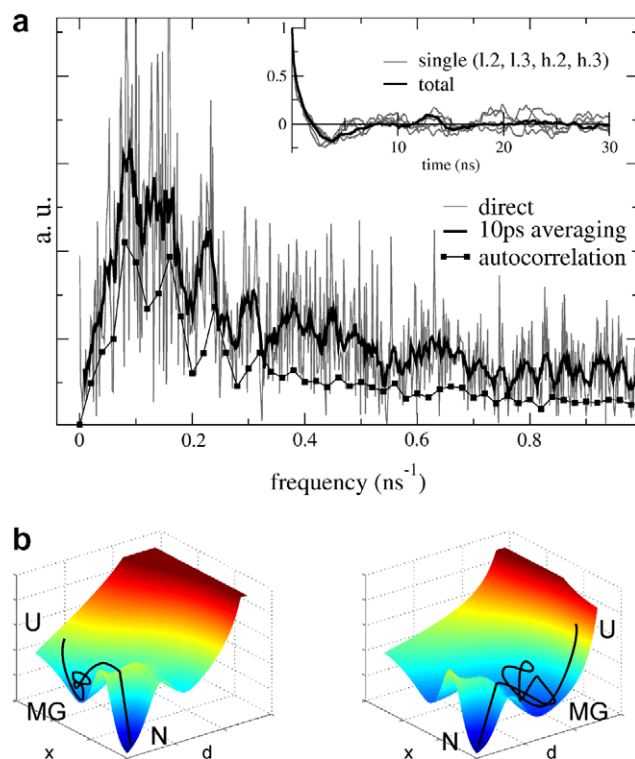 a
1
0.5
0
single (l.2, l.3, h.2, h.3)
total
10
20
30
time (ns)
a. u.
direct
10ps averaging
autocorrelation
0
0.2
0.4
0.6
0.8
frequency (ns⁻¹)
b
U
MG
N
x
d
U
MG
N
x
d